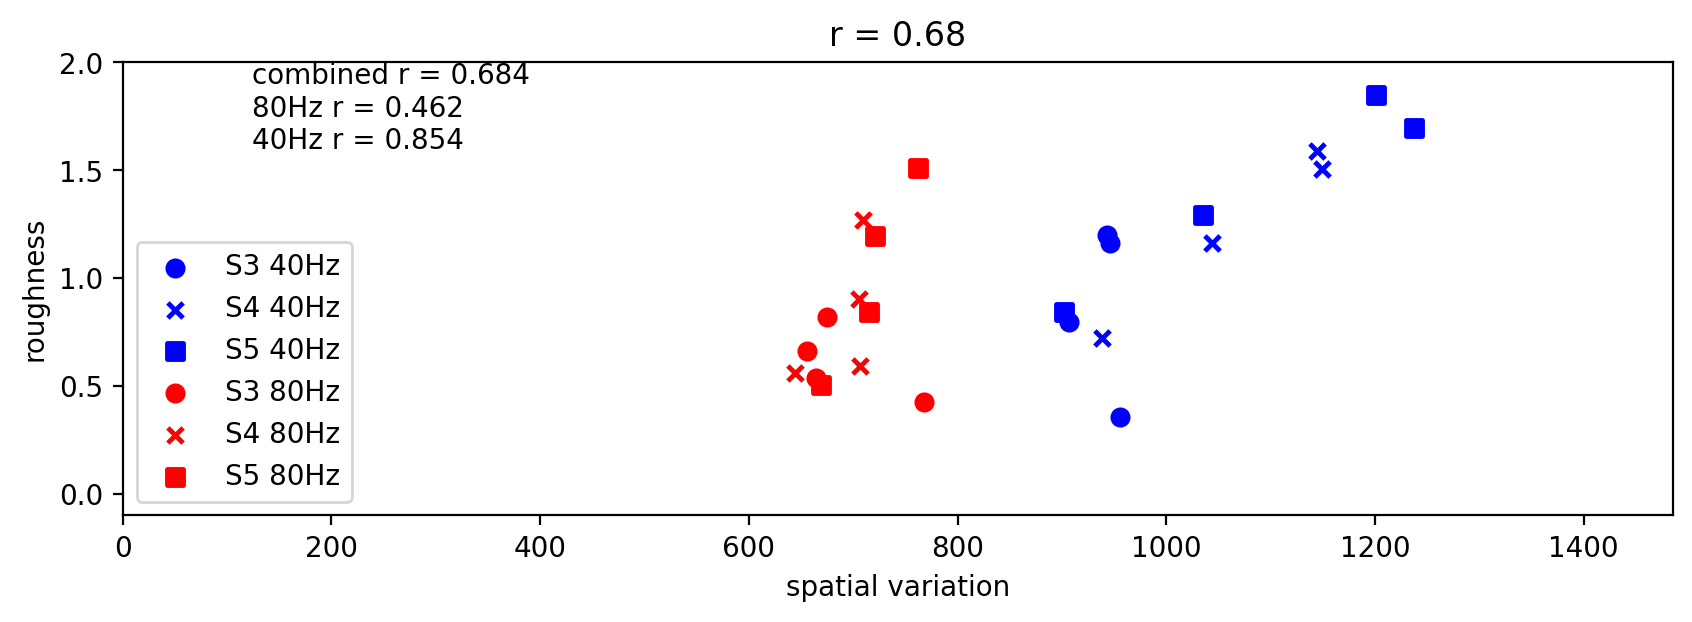 r = 0.68
combined r = 0.684
80Hz r = 0.462
40Hz r = 0.854
2.0
1.5
1.0
0.5
0.0
roughness
S3 40Hz
S4 40Hz
S5 40Hz
S3 80Hz
S4 80Hz
S5 80Hz
0 200 400 600 800 1000 1200 1400
spatial variation